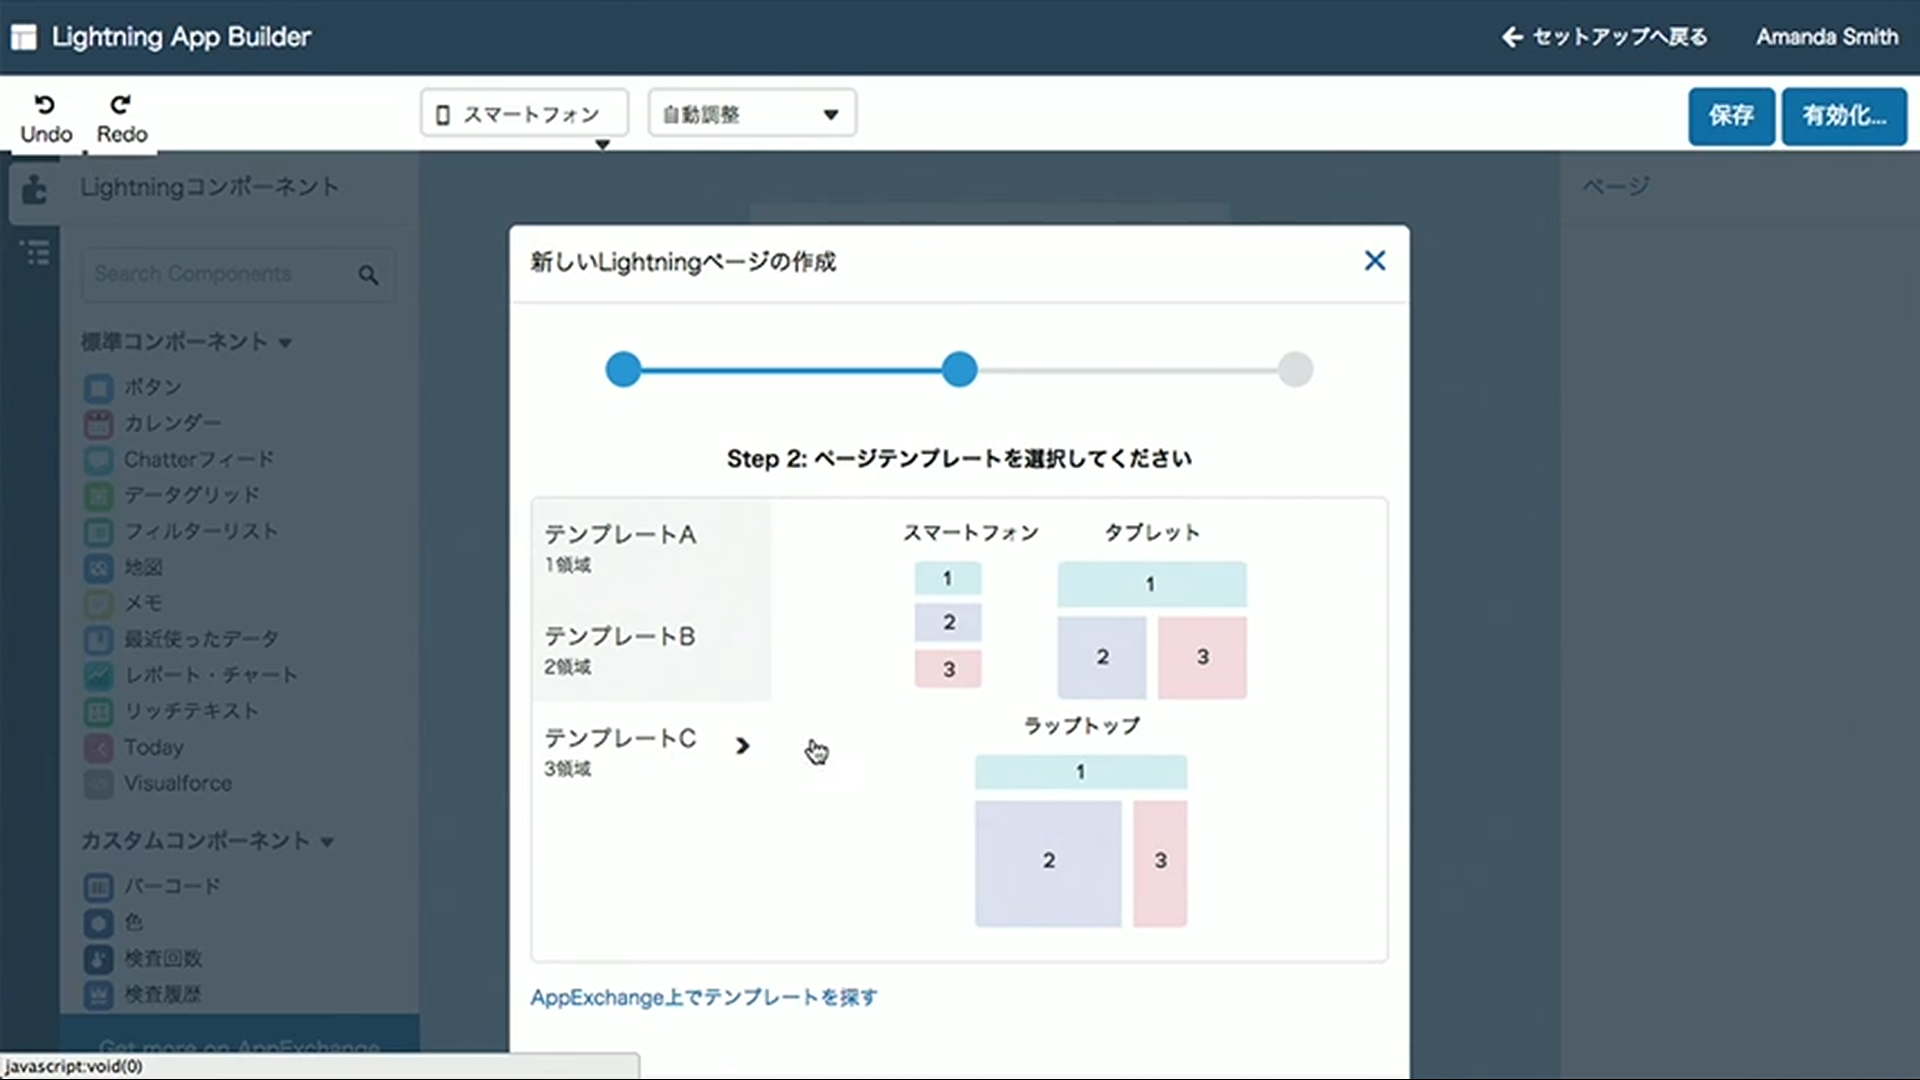 Lightning App Builder
セットアップへ戻る
Amanda Smith
Undo
Redo
スマートフォン
自動調整
保存
有効化...
Lightningコンポーネント
ページ
Search Components
標準コンポーネント
ボタン
カレンダー
Chatterフィード
データグリッド
フィルターリスト
地図
メモ
最近使ったデータ
レポート・チャート
リッチテキスト
Today
Visualforce
カスタムコンポーネント
バーコード
色
検査回数
検査履歴
Get more on AppExchange
新しいLightningページの作成
Step 2: ページテンプレートを選択してください
テンプレートA
1領域
テンプレートB
2領域
テンプレートC
3領域
スマートフォン
1
2
3
タブレット
1
2
3
ラップトップ
1
2
3
AppExchange上でテンプレートを探す
javascript:void(0)